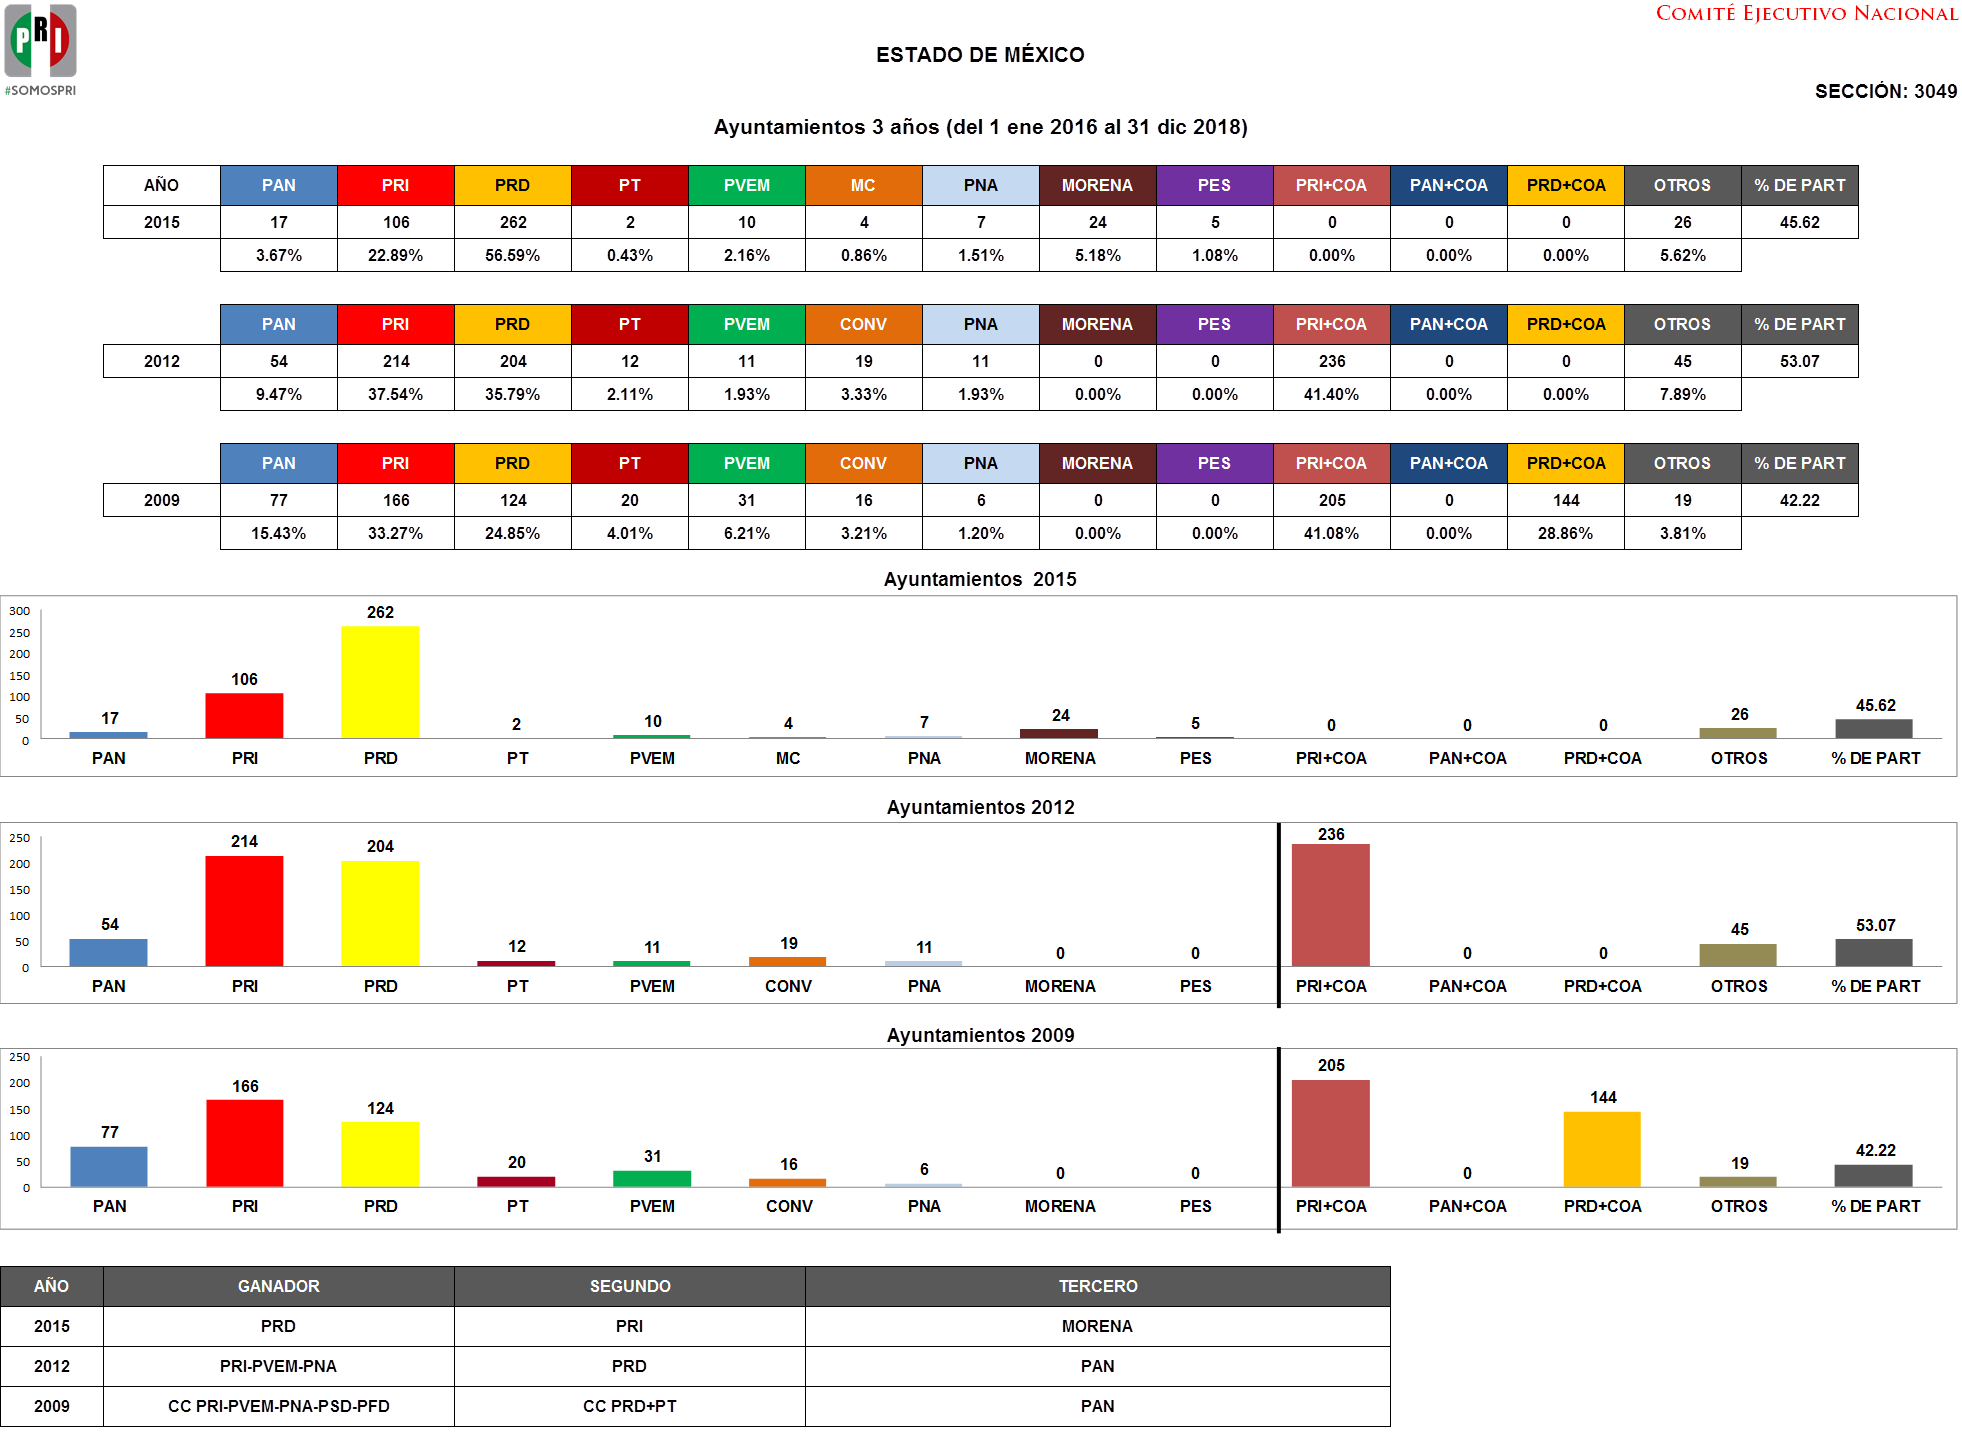 PRI
#SOMOSPRI
COMITÉ EJECUTIVO NACIONAL
ESTADO DE MÉXICO
SECCIÓN: 3049
Ayuntamientos 3 años (del 1 ene 2016 al 31 dic 2018)
AÑO PAN PRI PRD PT PVEM MC PNA MORENA PES PRI+COA PAN+COA PRD+COA OTROS % DE PART
2015 17 106 262 2 10 4 7 24 5 0 0 0 26 45.62
3.67% 22.89% 56.59% 0.43% 2.16% 0.86% 1.51% 5.18% 1.08% 0.00% 0.00% 0.00% 5.62%
PAN PRI PRD PT PVEM CONV PNA MORENA PES PRI+COA PAN+COA PRD+COA OTROS % DE PART
2012 54 214 204 12 11 19 11 0 0 236 0 0 45 53.07
9.47% 37.54% 35.79% 2.11% 1.93% 3.33% 1.93% 0.00% 0.00% 41.40% 0.00% 0.00% 7.89%
PAN PRI PRD PT PVEM CONV PNA MORENA PES PRI+COA PAN+COA PRD+COA OTROS % DE PART
2009 77 166 124 20 31 16 6 0 0 205 0 144 19 42.22
15.43% 33.27% 24.85% 4.01% 6.21% 3.21% 1.20% 0.00% 0.00% 41.08% 0.00% 28.86% 3.81%
Ayuntamientos 2015
300
250
200
150
100
50
0
17 106 262 2 10 4 7 24 5 0 0 0 26 45.62
PAN PRI PRD PT PVEM MC PNA MORENA PES PRI+COA PAN+COA PRD+COA OTROS % DE PART
Ayuntamientos 2012
250
200
150
100
50
0
54 214 204 12 11 19 11 0 0 236 0 0 45 53.07
PAN PRI PRD PT PVEM CONV PNA MORENA PES PRI+COA PAN+COA PRD+COA OTROS % DE PART
Ayuntamientos 2009
250
200
150
100
50
0
77 166 124 20 31 16 6 0 0 205 0 144 19 42.22
PAN PRI PRD PT PVEM CONV PNA MORENA PES PRI+COA PAN+COA PRD+COA OTROS % DE PART
AÑO GANADOR SEGUNDO TERCERO
2015 PRD PRI MORENA
2012 PRI-PVEM-PNA PRD PAN
2009 CC PRI-PVEM-PNA-PSD-PFD CC PRD+PT PAN